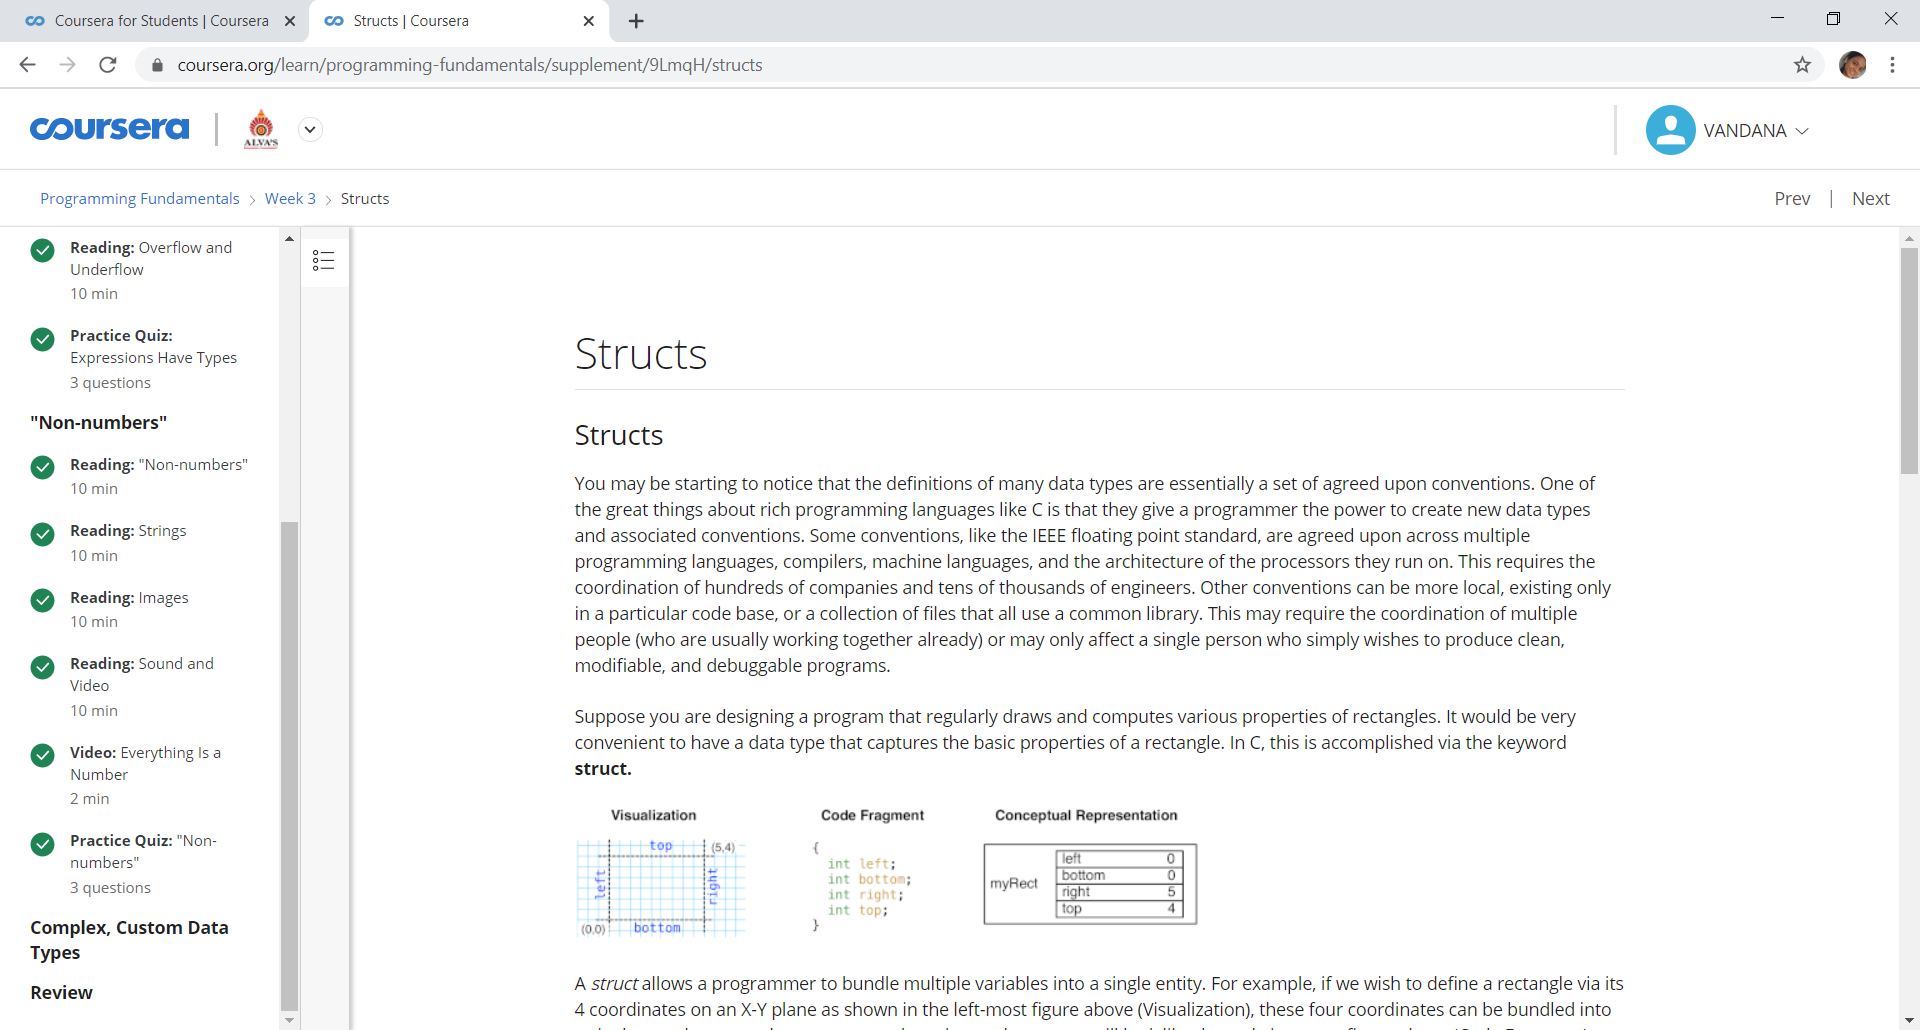 Coursera for Students | Coursera
Structs | Coursera
coursera.org/learn/programming-fundamentals/supplement/9LmqH/structs
coursera
ALVA'S
VANDANA
Programming Fundamentals > Week 3 > Structs
Prev | Next
Reading: Overflow and
Underflow
10 min
Practice Quiz:
Expressions Have Types
3 questions
"Non-numbers"
Reading: "Non-numbers"
10 min
Reading: Strings
10 min
Reading: Images
10 min
Reading: Sound and
Video
10 min
Video: Everything Is a
Number
2 min
Practice Quiz: "Non-
numbers"
3 questions
Complex, Custom Data
Types
Review
Structs
Structs
You may be starting to notice that the definitions of many data types are essentially a set of agreed upon conventions. One of
the great things about rich programming languages like C is that they give a programmer the power to create new data types
and associated conventions. Some conventions, like the IEEE floating point standard, are agreed upon across multiple
programming languages, compilers, machine languages, and the architecture of the processors they run on. This requires the
coordination of hundreds of companies and tens of thousands of engineers. Other conventions can be more local, existing only
in a particular code base, or a collection of files that all use a common library. This may require the coordination of multiple
people (who are usually working together already) or may only affect a single person who simply wishes to produce clean,
modifiable, and debuggable programs.
Suppose you are designing a program that regularly draws and computes various properties of rectangles. It would be very
convenient to have a data type that captures the basic properties of a rectangle. In C, this is accomplished via the keyword
struct.
Visualization
top
(5,4)
left
right
(0,0)
bottom
Code Fragment
{
int left;
int bottom;
int right;
int top;
}
Conceptual Representation
myRect
left 0
bottom 0
right 5
top 4
A struct allows a programmer to bundle multiple variables into a single entity. For example, if we wish to define a rectangle via its
4 coordinates on an X-Y plane as shown in the left-most figure above (Visualization), these four coordinates can be bundled into